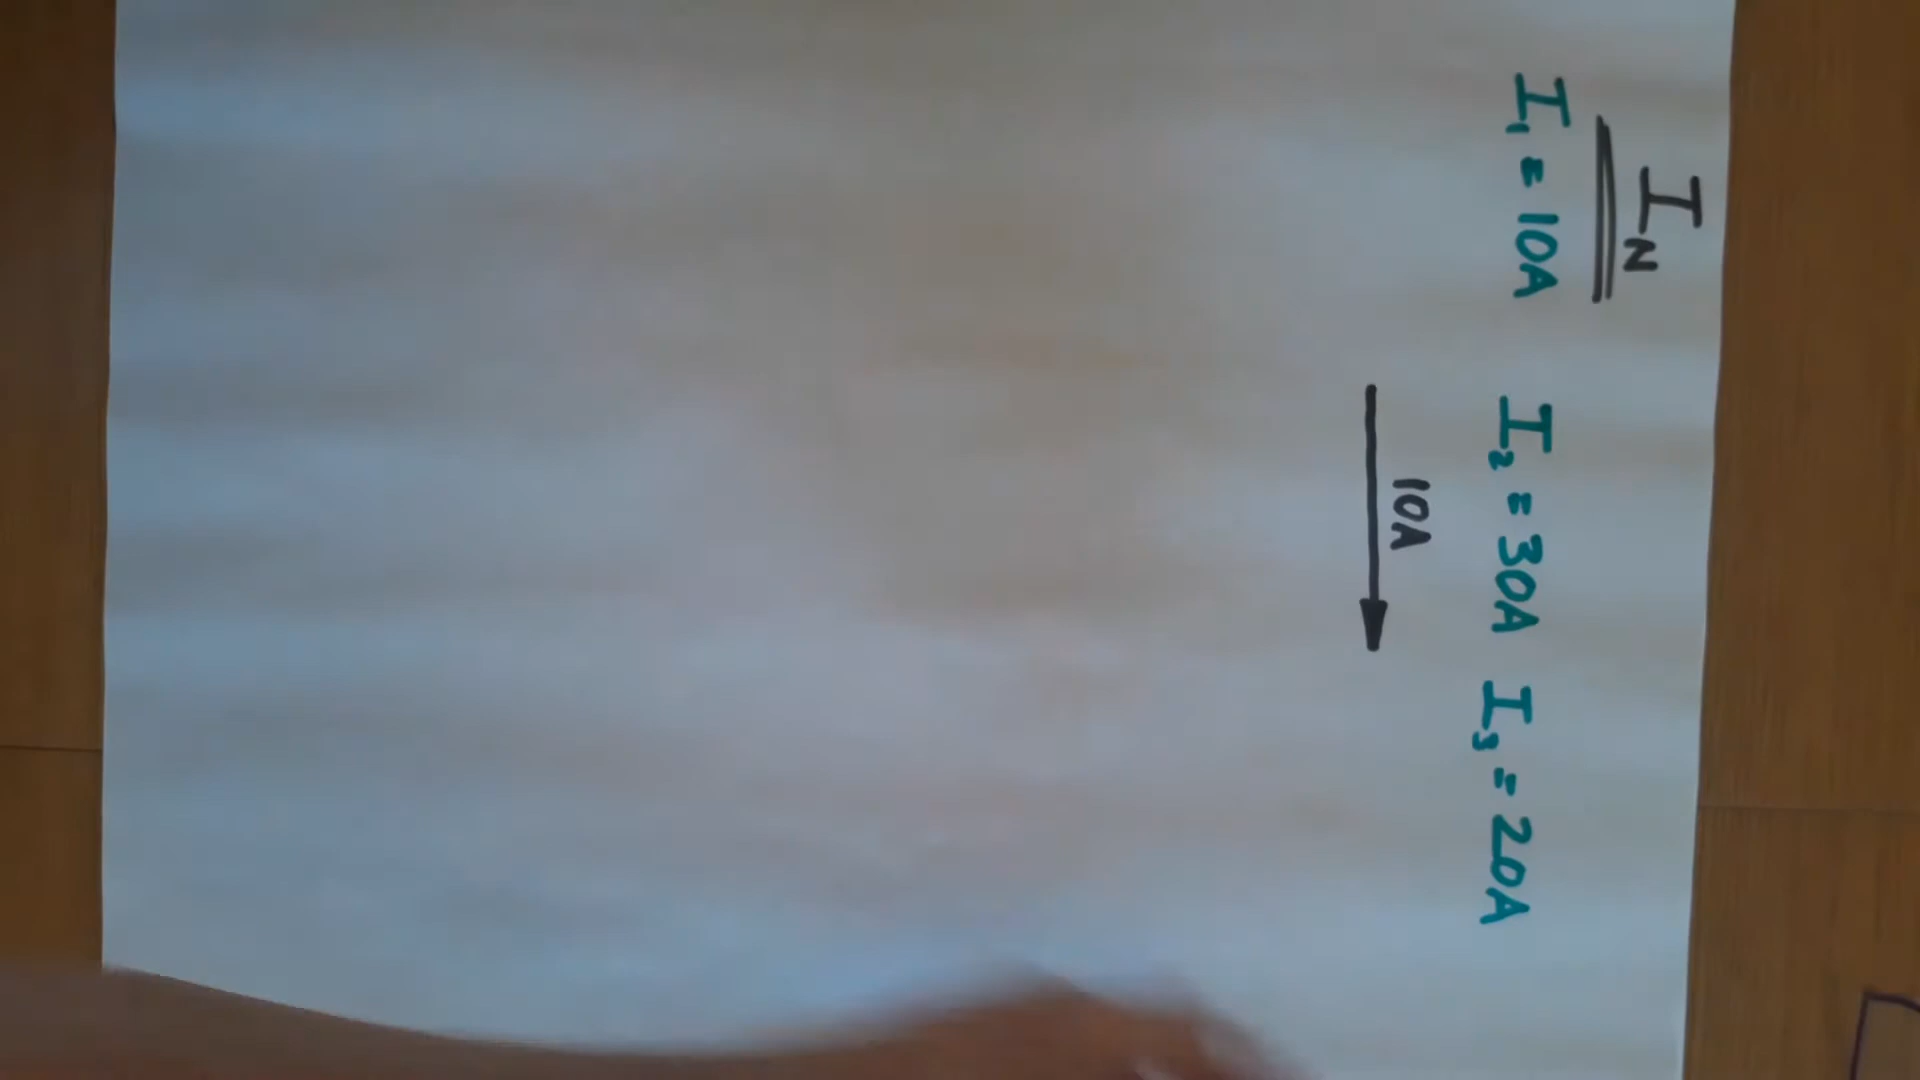 I_N
I₁ = 10A I₂ = 30A I₃ = 20A
10A